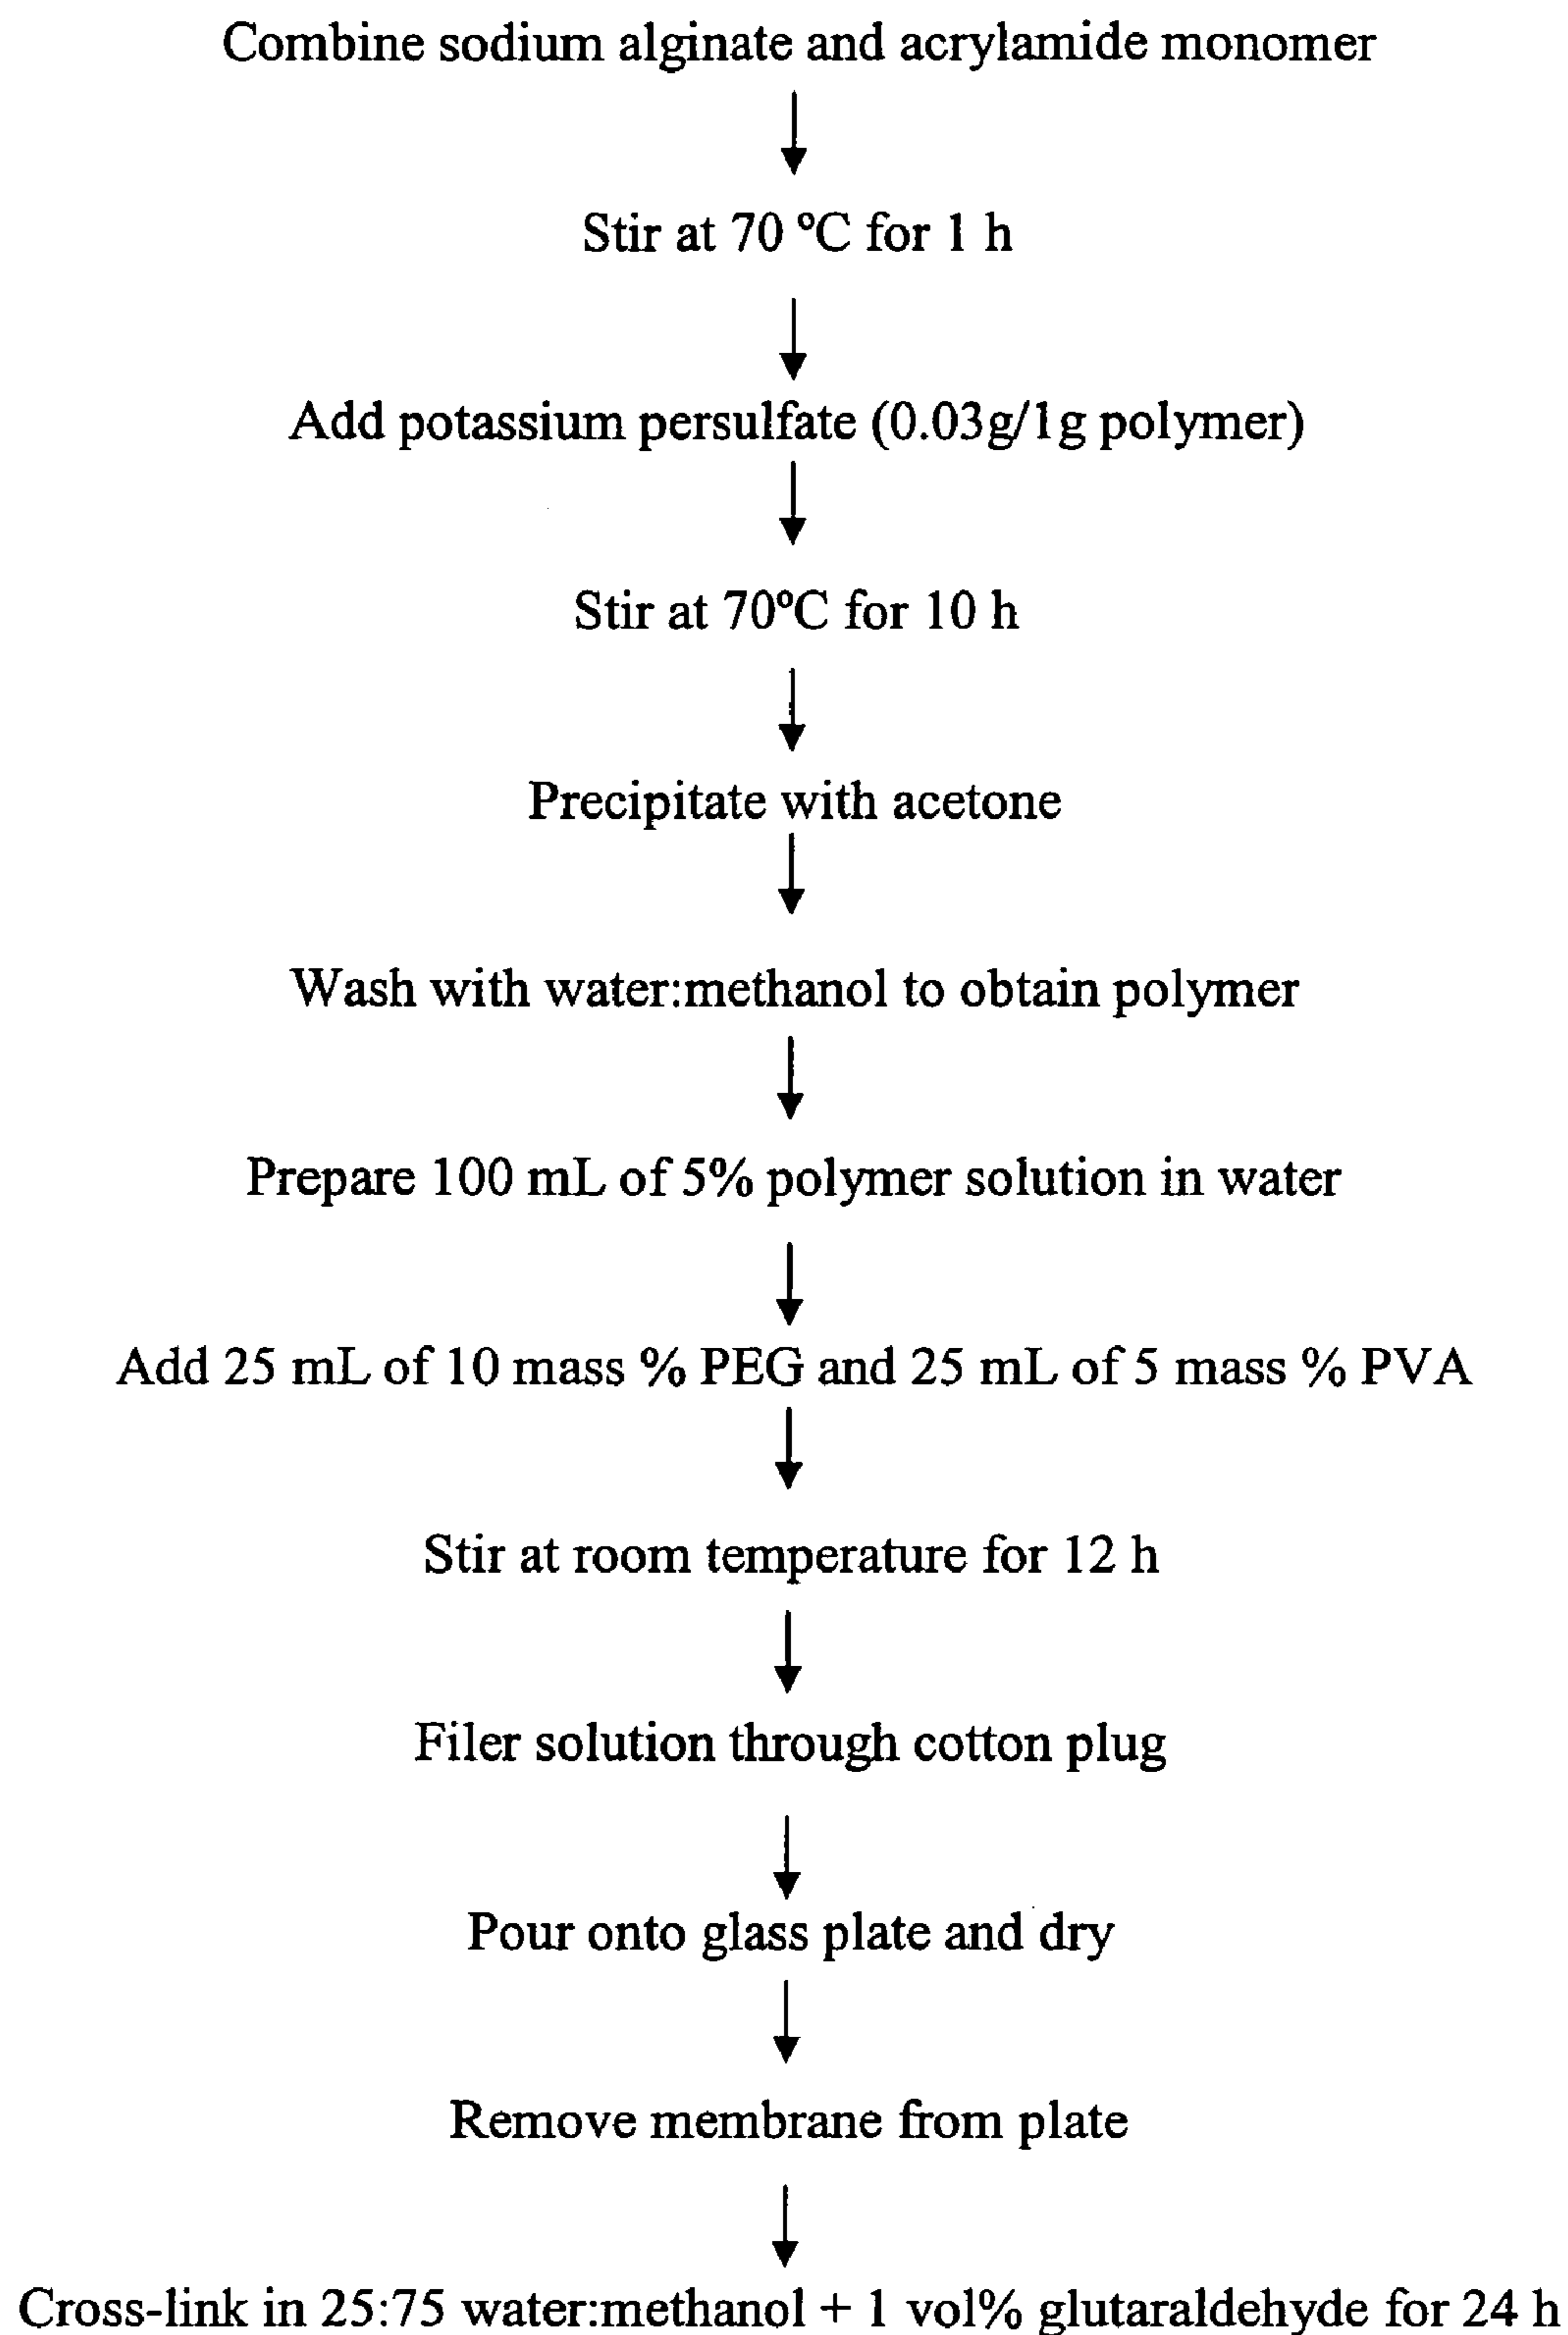 Combine sodium alginate and acrylamide monomer
Stir at 70 ºC for 1 h
Add potassium persulfate (0.03g/1g polymer)
Stir at 70ºC for 10 h
Precipitate with acetone
Wash with water:methanol to obtain polymer
Prepare 100 mL of 5% polymer solution in water
Add 25 mL of 10 mass % PEG and 25 mL of 5 mass % PVA
Stir at room temperature for 12 h
Filer solution through cotton plug
Pour onto glass plate and dry
Remove membrane from plate
Cross-link in 25:75 water:methanol + 1 vol% glutaraldehyde for 24 h